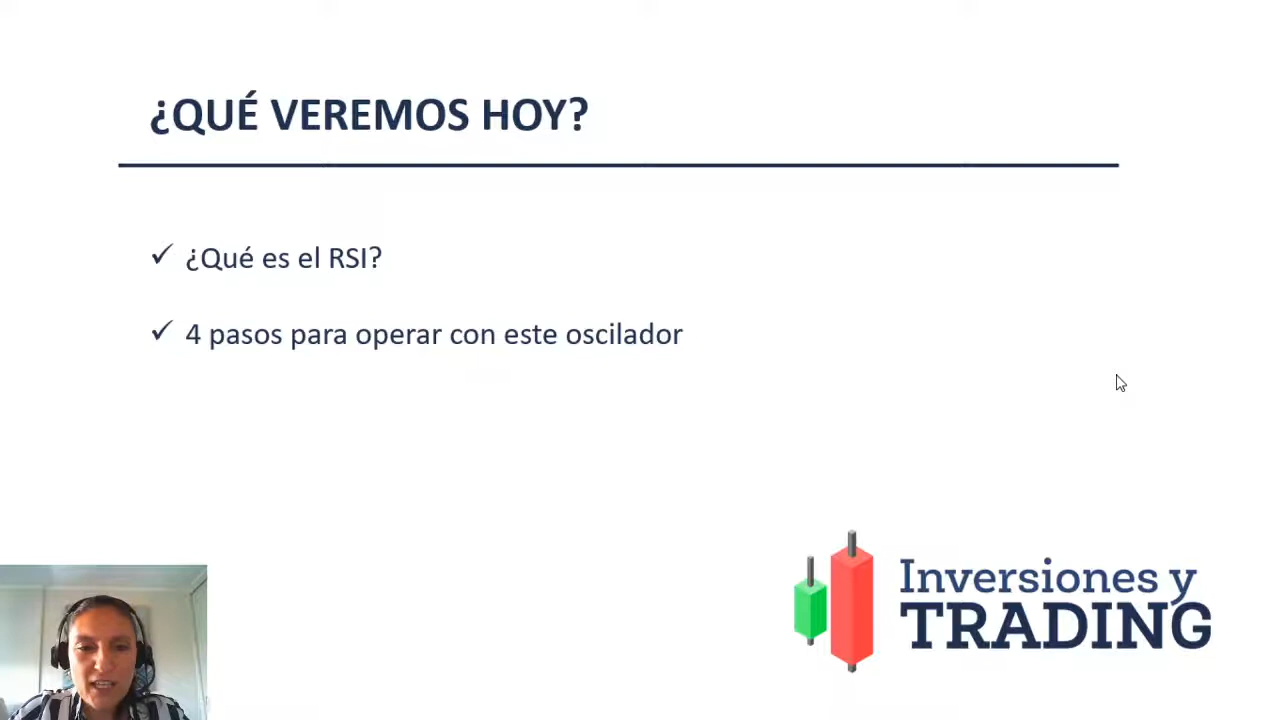 ¿QUÉ VEREMOS HOY?
✓ ¿Qué es el RSI?
✓ 4 pasos para operar con este oscilador
Inversiones y
TRADING